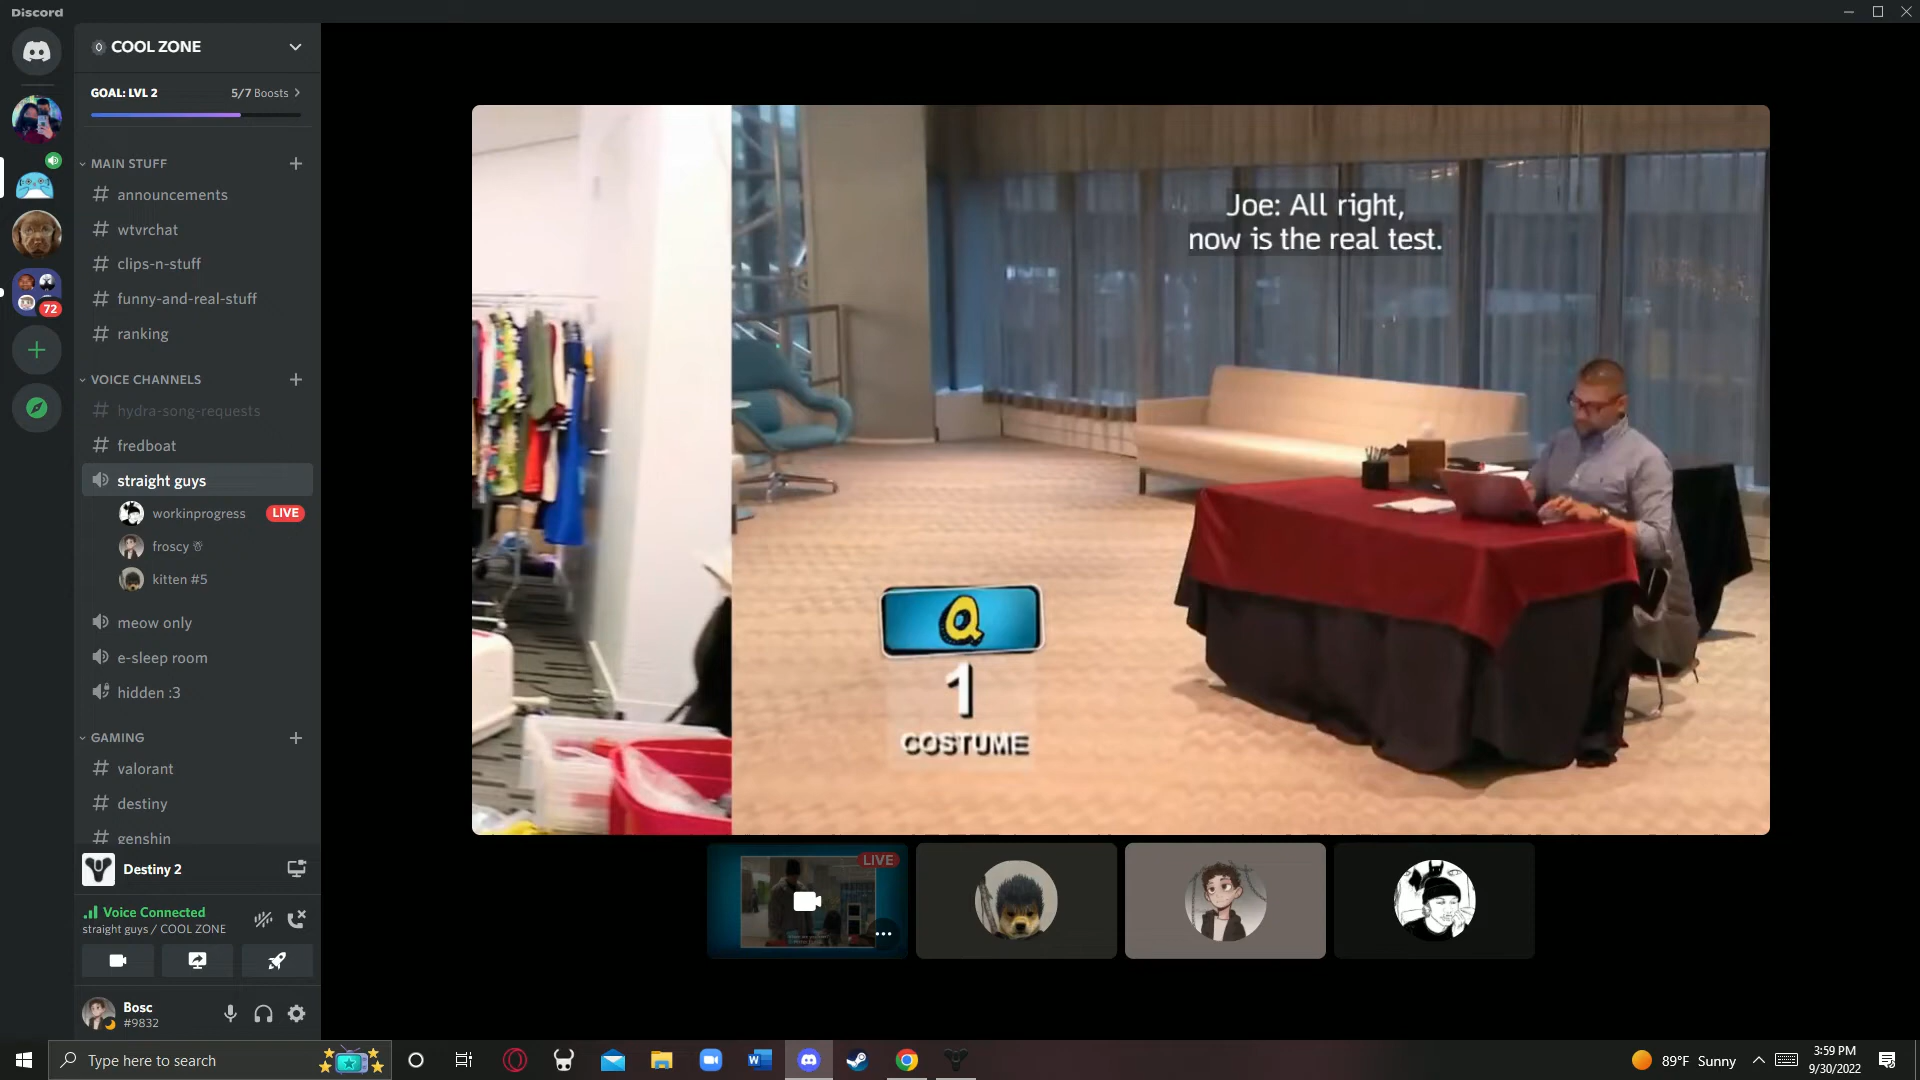 Discord
COOL ZONE
GOAL: LVL 2
5/7 Boosts
MAIN STUFF
announcements
wtvrchat
clips-n-stuff
funny-and-real-stuff
ranking
72
VOICE CHANNELS
hydra-song-requests
fredboat
straight guys
workinprogress
LIVE
froscy
kitten #5
meow only
e-sleep room
hidden :3
GAMING
valorant
destiny
genshin
Destiny 2
Voice Connected
straight guys / COOL ZONE
Bosc
#9832
Joe: All right,
now is the real test.
Q
1
COSTUME
LIVE
Type here to search
89°F Sunny
3:59 PM
9/30/2022